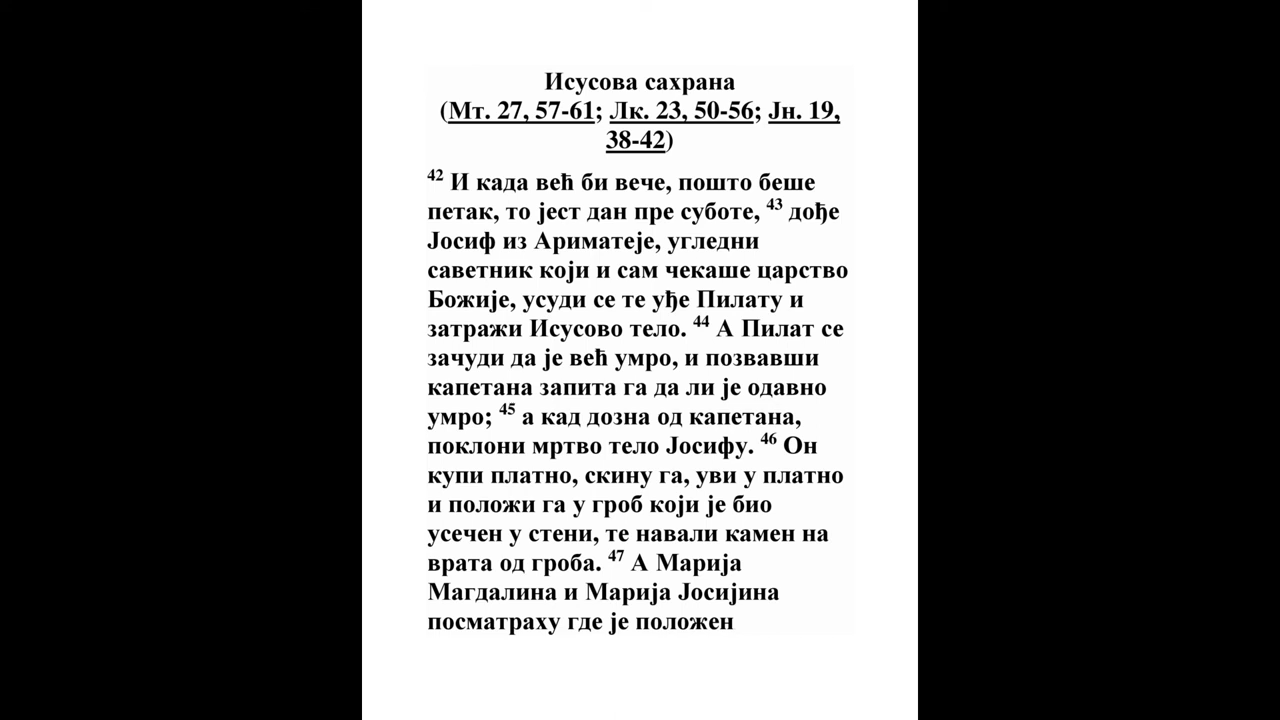 Исусова сахрана
(Мт. 27, 57-61; Лк. 23, 50-56; Јн. 19,
38-42)
42 И када већ би вече, пошто беше
петак, то јест дан пре суботе, 43 дође
Јосиф из Ариматеје, угледни
саветник који и сам чекаше царство
Божије, усуди се те уђе Пилату и
затражи Исусово тело. 44 А Пилат се
зачуди да је већ умро, и позвавши
капетана запита га да ли је одавно
умро; 45 а кад дозна од капетана,
поклони мртво тело Јосифу. 46 Он
купи платно, скину га, уви у платно
и положи га у гроб који је био
усечен у стени, те навали камен на
врата од гроба. 47 А Марија
Магдалина и Марија Јосијина
посматраху где је положен